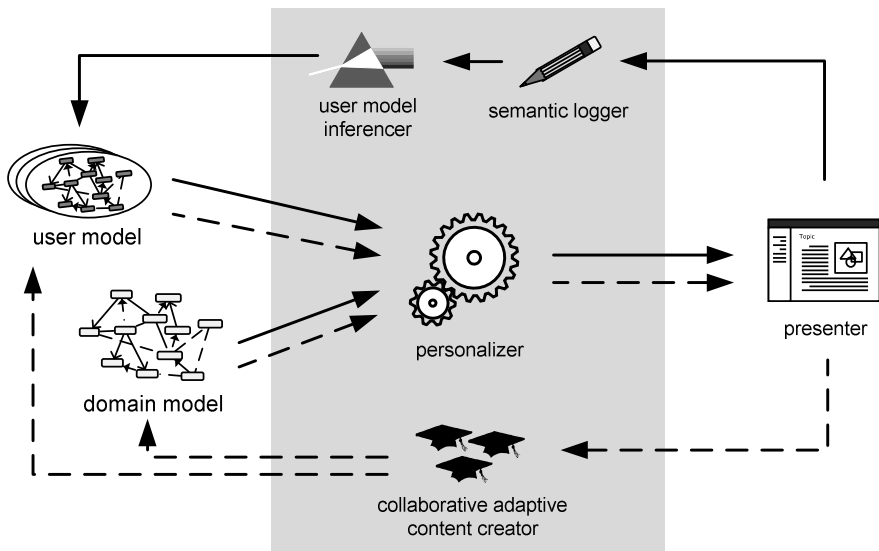 user model
inferencer
semantic logger
user model
Topic
personalizer
presenter
domain model
collaborative adaptive
content creator